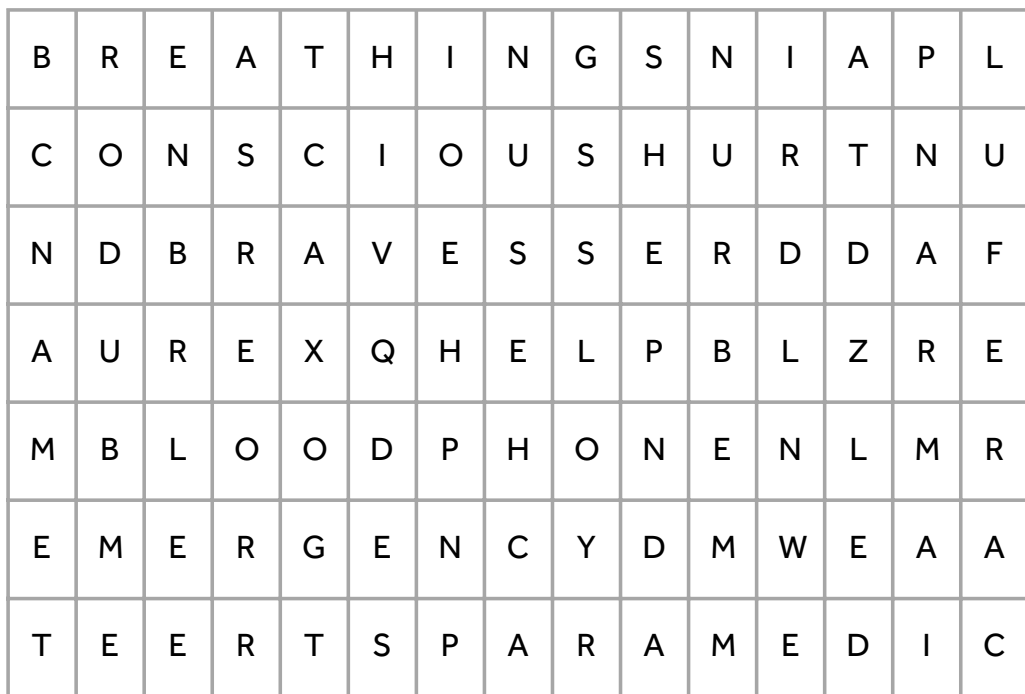 B R E A T H I N G S N I A P L
C O N S C I O U S H U R T N U
N D B R A V E S S E R D D A F
A U R E X Q H E L P B L Z R E
M B L O O D P H O N E N L M R
E M E R G E N C Y D M W E A A
T E E R T S P A R A M E D I C